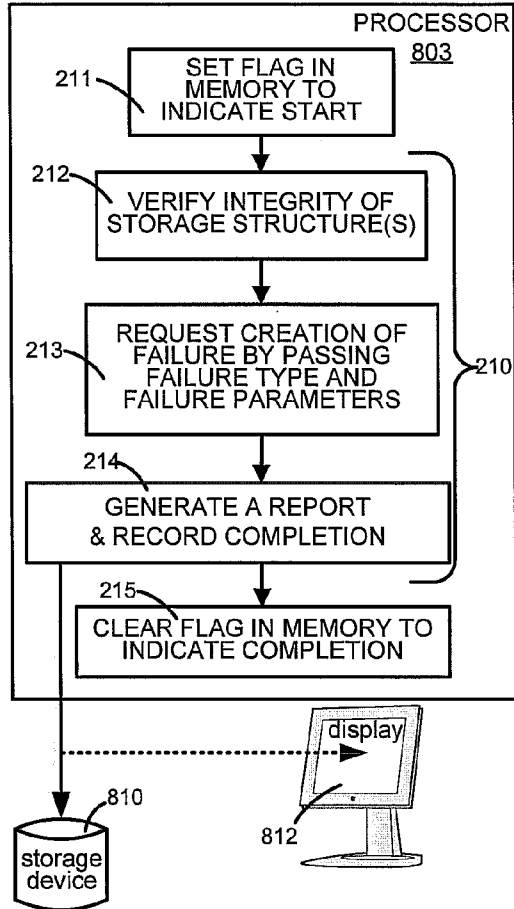 PROCESSOR
803
211
SET FLAG IN
MEMORY TO
INDICATE START
212
VERIFY INTEGRITY OF
STORAGE STRUCTURE(S)
213
REQUEST CREATION OF
FAILURE BY PASSING
FAILURE TYPE AND
FAILURE PARAMETERS
210
214
GENERATE A REPORT
& RECORD COMPLETION
215
CLEAR FLAG IN MEMORY TO
INDICATE COMPLETION
display
810
812
storage
device